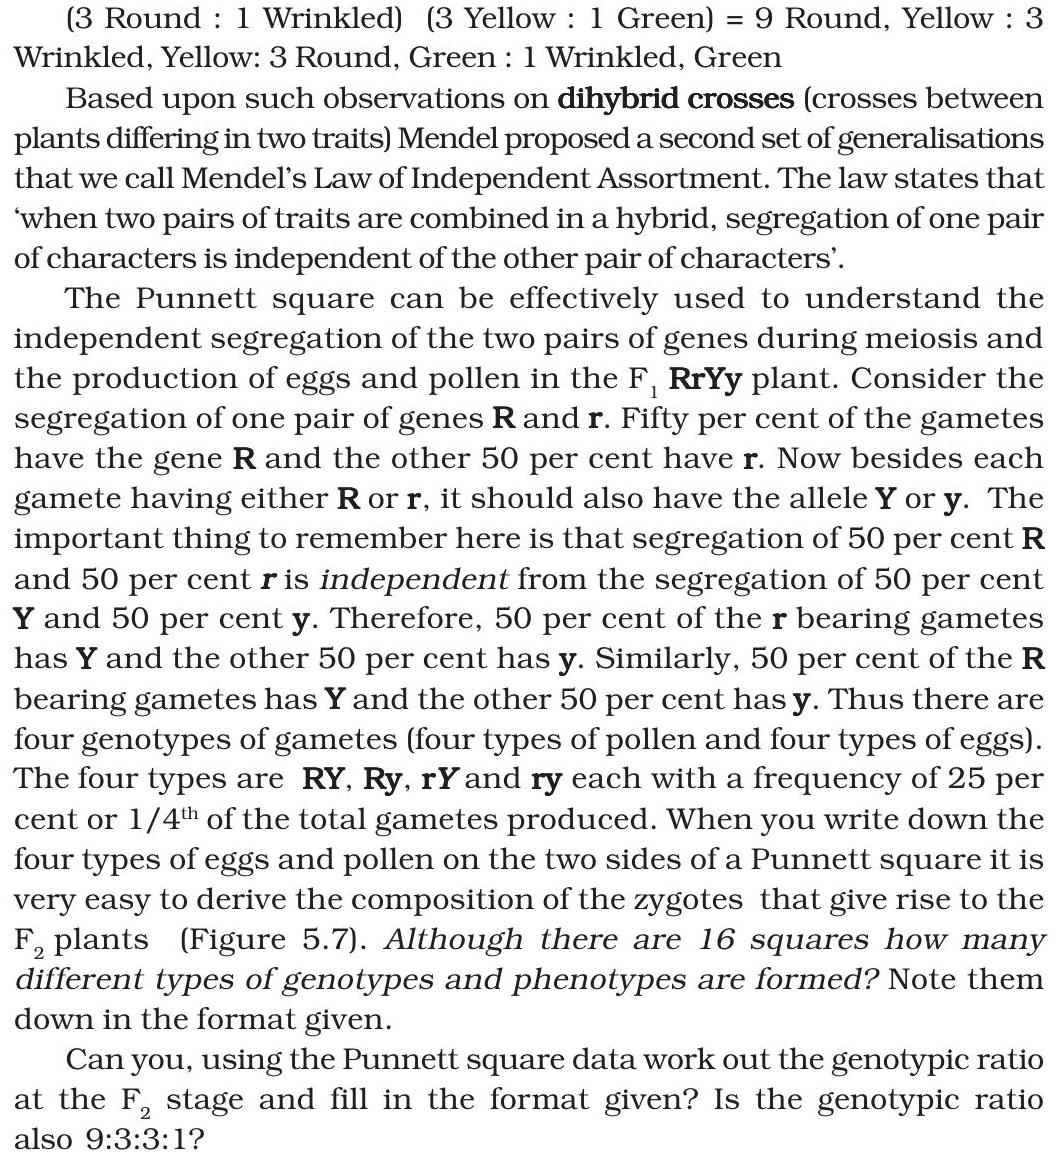 (3 Round : 1 Wrinkled) (3 Yellow : 1 Green) = 9 Round, Yellow : 3
Wrinkled, Yellow: 3 Round, Green : 1 Wrinkled, Green
Based upon such observations on dihybrid crosses (crosses between
plants differing in two traits) Mendel proposed a second set of generalisations
that we call Mendel’s Law of Independent Assortment. The law states that
‘when two pairs of traits are combined in a hybrid, segregation of one pair
of characters is independent of the other pair of characters’.
The Punnett square can be effectively used to understand the
independent segregation of the two pairs of genes during meiosis and
the production of eggs and pollen in the F₁ RrYy plant. Consider the
segregation of one pair of genes R and r. Fifty per cent of the gametes
have the gene R and the other 50 per cent have r. Now besides each
gamete having either R or r, it should also have the allele Y or y. The
important thing to remember here is that segregation of 50 per cent R
and 50 per cent r is independent from the segregation of 50 per cent
Y and 50 per cent y. Therefore, 50 per cent of the r bearing gametes
has Y and the other 50 per cent has y. Similarly, 50 per cent of the R
bearing gametes has Y and the other 50 per cent has y. Thus there are
four genotypes of gametes (four types of pollen and four types of eggs).
The four types are RY, Ry, rY and ry each with a frequency of 25 per
cent or 1/4th of the total gametes produced. When you write down the
four types of eggs and pollen on the two sides of a Punnett square it is
very easy to derive the composition of the zygotes that give rise to the
F₂ plants (Figure 5.7). Although there are 16 squares how many
different types of genotypes and phenotypes are formed? Note them
down in the format given.
Can you, using the Punnett square data work out the genotypic ratio
at the F₂ stage and fill in the format given? Is the genotypic ratio
also 9:3:3:1?